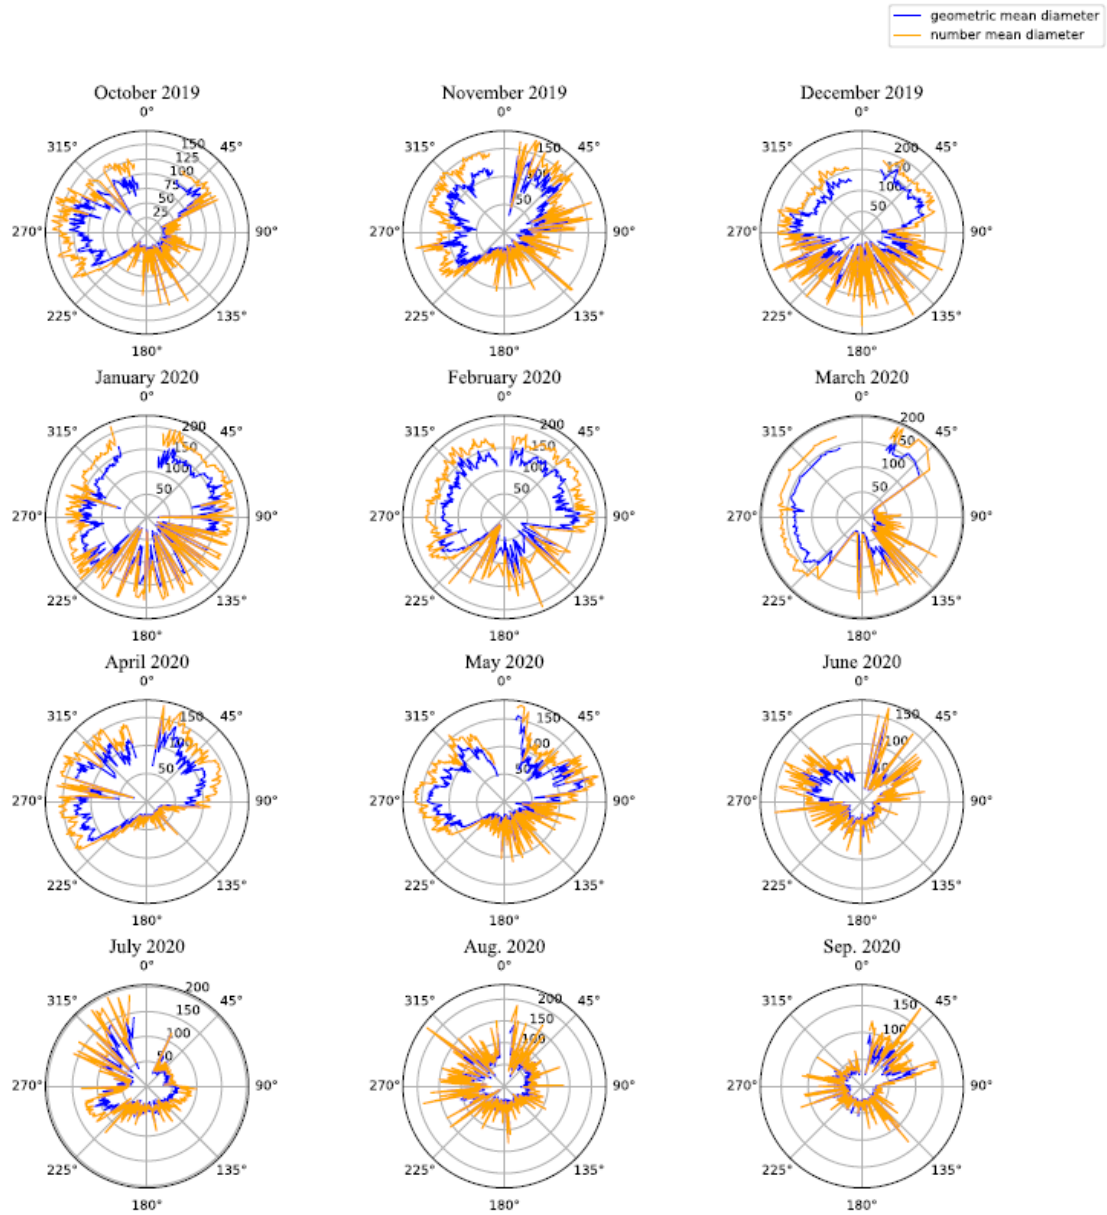 geometric mean diameter
number mean diameter
October 2019 November 2019 December 2019
0° 0° 0°
315° 150 45° 315° 150 45° 315° 200 45°
125 150
100 100 100
75
50 50 50
25
270° 90° 270° 90° 270° 90°
225° 135° 225° 135° 225° 135°
180° 180° 180°
January 2020 February 2020 March 2020
0° 0° 0°
315° 200 45° 315° 200 45° 315° 200 45°
150 150 50
100 100 100
50 50 50
270° 90° 270° 90° 270° 90°
225° 135° 225° 135° 225° 135°
180° 180° 180°
April 2020 May 2020 June 2020
0° 0° 0°
315° 150 45° 315° 150 45° 315° 150 45°
100 100 100
50
270° 90° 270° 90° 270° 90°
225° 135° 225° 135° 225° 135°
180° 180° 180°
July 2020 Aug. 2020 Sep. 2020
0° 0° 0°
315° 200 45° 315° 200 45° 315° 150 45°
150 150
100 100 100
50
270° 90° 270° 90° 270° 90°
225° 135° 225° 135° 225° 135°
180° 180° 180°